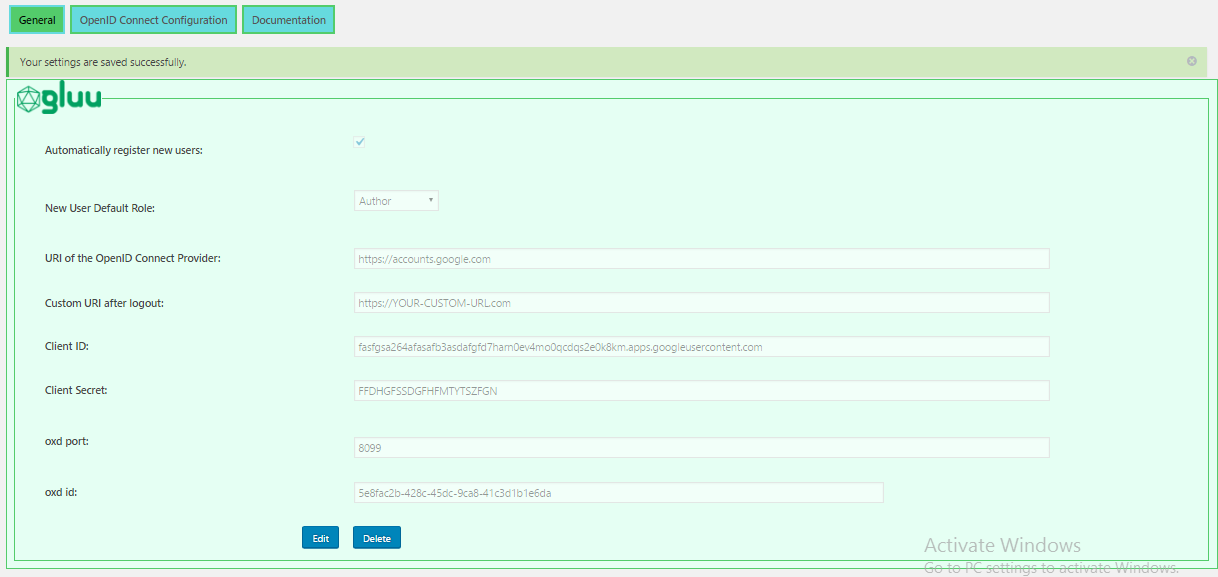 General OpenID Connect Configuration Documentation
Your settings are saved successfully.
gluu
Automatically register new users:
New User Default Role: Author
URI of the OpenID Connect Provider: https://accounts.google.com
Custom URI after logout: https://YOUR-CUSTOM-URL.com
Client ID: fasfgsa264afasafb3asdafgfd7ham0ev4mo0qcdqs2e0k8km.apps.googleusercontent.com
Client Secret: FFDHGFSSDGFHFMTYTSZFGN
oxd port: 8099
oxd id: 5e8fac2b-428c-45dc-9ca8-41c3d1b1e6da
Edit Delete
Activate Windows
Go to PC settings to activate Windows.